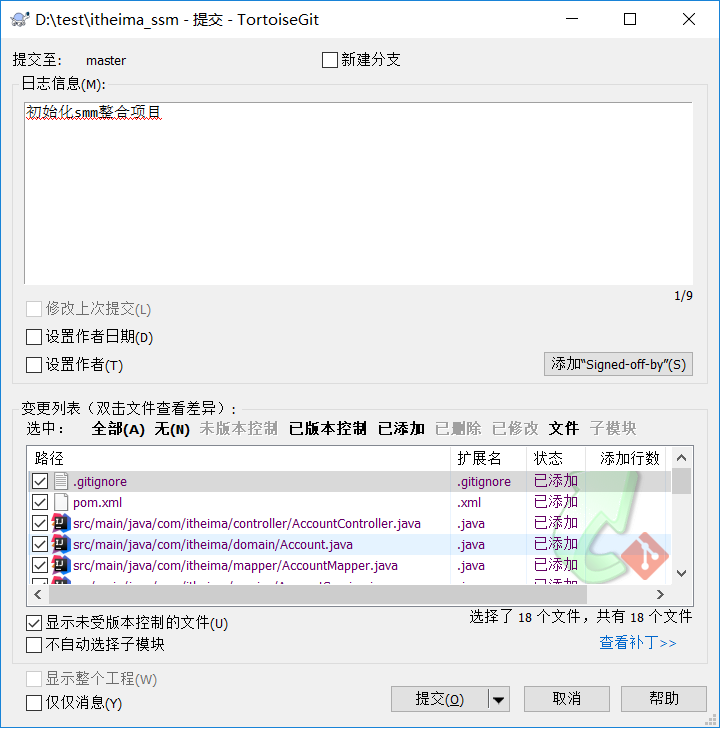 D:\test\itheima_ssm - 提交 - TortoiseGit
提交至: master 新建分支
日志信息(M):
初始化smm整合项目
1/9
修改上次提交(L)
设置作者日期(D)
设置作者(T)
添加“Signed-off-by”(S)
变更列表（双击文件查看差异）:
选中： 全部(A) 无(N) 未版本控制 已版本控制 已添加 已删除 已修改 文件 子模块
路径 扩展名 状态 添加行数
.gitignore .gitignore 已添加
pom.xml .xml 已添加
src/main/java/com/itheima/controller/AccountController.java .java 已添加
src/main/java/com/itheima/domain/Account.java .java 已添加
src/main/java/com/itheima/mapper/AccountMapper.java .java 已添加
显示未受版本控制的文件(U)
选择了 18 个文件，共有 18 个文件
不自动选择子模块
查看补丁>>
显示整个工程(W)
仅仅消息(Y)
提交(O) 取消 帮助